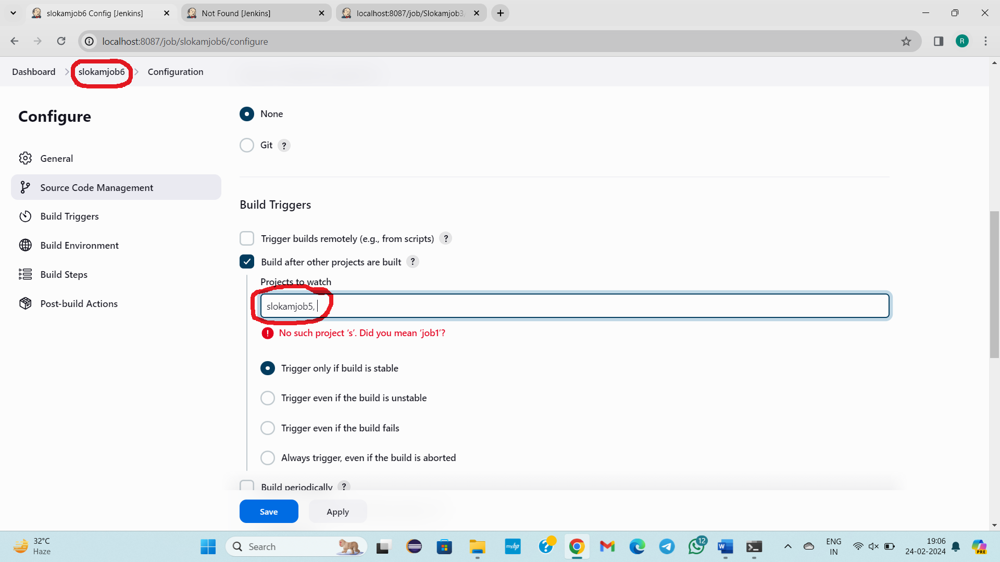 slokamjob6 Config [Jenkins]
Not Found [Jenkins]
localhost:8087/job/Slokamjob3/
localhost:8087/job/slokamjob6/configure
R
Dashboard
slokamjob6
Configuration
Configure
General
Source Code Management
Build Triggers
Build Environment
Build Steps
Post-build Actions
None
Git ?
Build Triggers
Trigger builds remotely (e.g., from scripts) ?
Build after other projects are built ?
Projects to watch
slokamjob5,
No such project ‘s’. Did you mean ‘job1’?
Trigger only if build is stable
Trigger even if the build is unstable
Trigger even if the build fails
Always trigger, even if the build is aborted
Build periodically ?
Save
Apply
32°C
Haze
Search
myhp
?
12
W
ENG
IN
19:06
24-02-2024
PRE